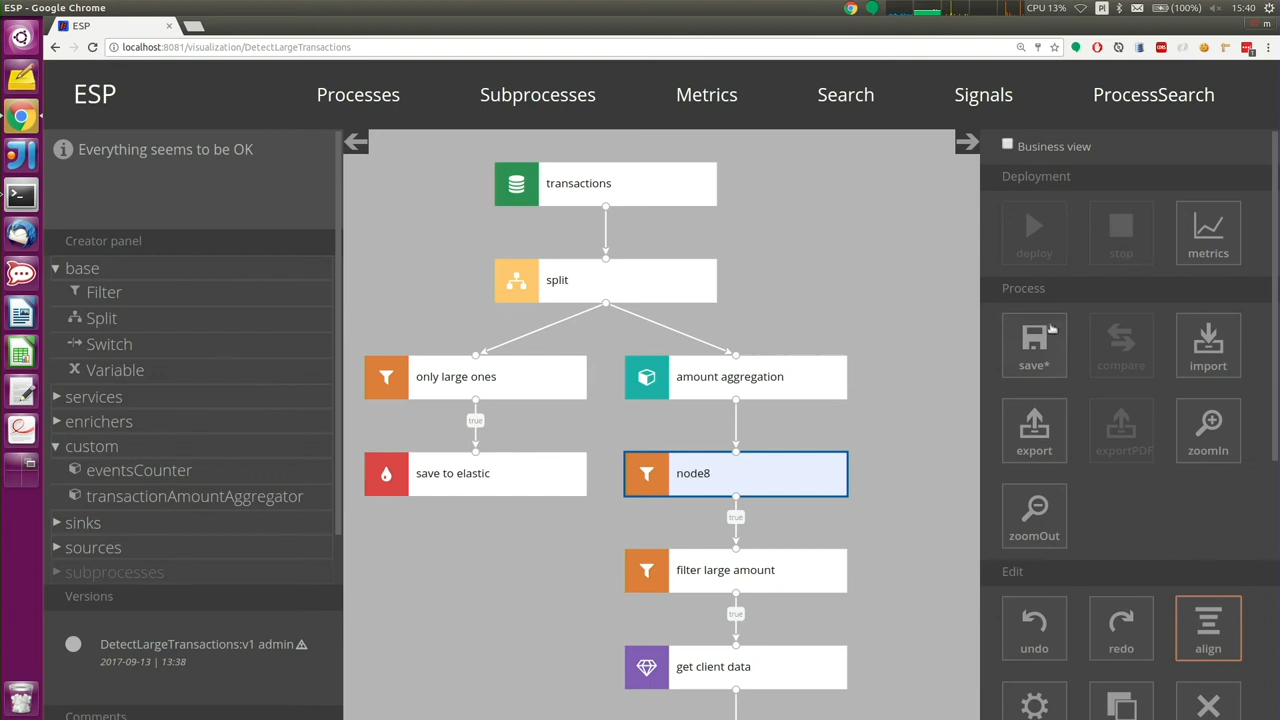 ESP - Google Chrome
CPU 13%
Pl
(100%)
15:40
ESP
m
localhost:8081/visualization/DetectLargeTransactions
ESP
Processes
Subprocesses
Metrics
Search
Signals
ProcessSearch
Everything seems to be OK
Creator panel
base
Filter
Split
Switch
Variable
services
enrichers
custom
eventsCounter
transactionAmountAggregator
sinks
sources
subprocesses
Versions
DetectLargeTransactions:v1 admin
2017-09-13 | 13:38
Comments
transactions
split
only large ones
amount aggregation
true
save to elastic
node8
true
filter large amount
true
get client data
Business view
Deployment
deploy
stop
metrics
Process
save*
compare
import
export
exportPDF
zoomIn
zoomOut
Edit
undo
redo
align